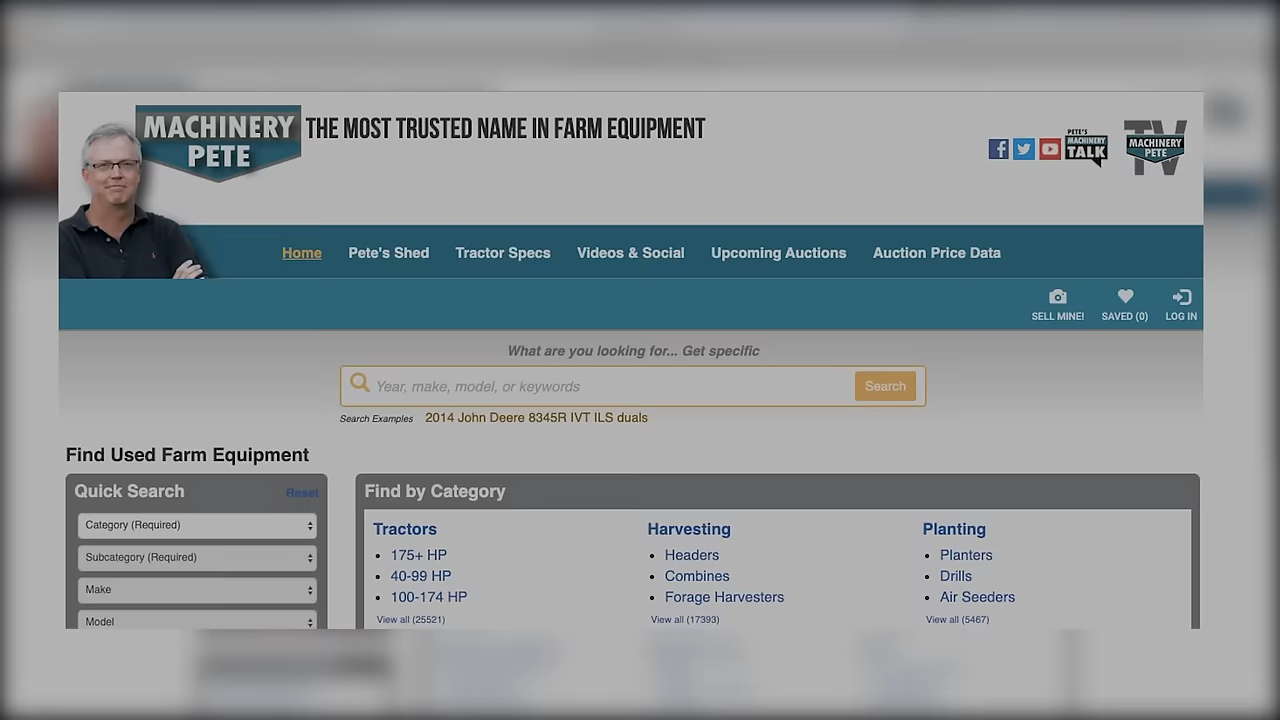 MACHINERY
PETE
THE MOST TRUSTED NAME IN FARM EQUIPMENT
PETE'S
MACHINERY
TALK
TV
MACHINERY
PETE
Home Pete's Shed Tractor Specs Videos & Social Upcoming Auctions Auction Price Data
SELL MINE! SAVED (0) LOG IN
What are you looking for... Get specific
Year, make, model, or keywords Search
Search Examples 2014 John Deere 8345R IVT ILS duals
Find Used Farm Equipment
Quick Search Reset
Category (Required)
Subcategory (Required)
Make
Model
Find by Category
Tractors
• 175+ HP
• 40-99 HP
• 100-174 HP
View all (25521)
Harvesting
• Headers
• Combines
• Forage Harvesters
View all (17393)
Planting
• Planters
• Drills
• Air Seeders
View all (5467)